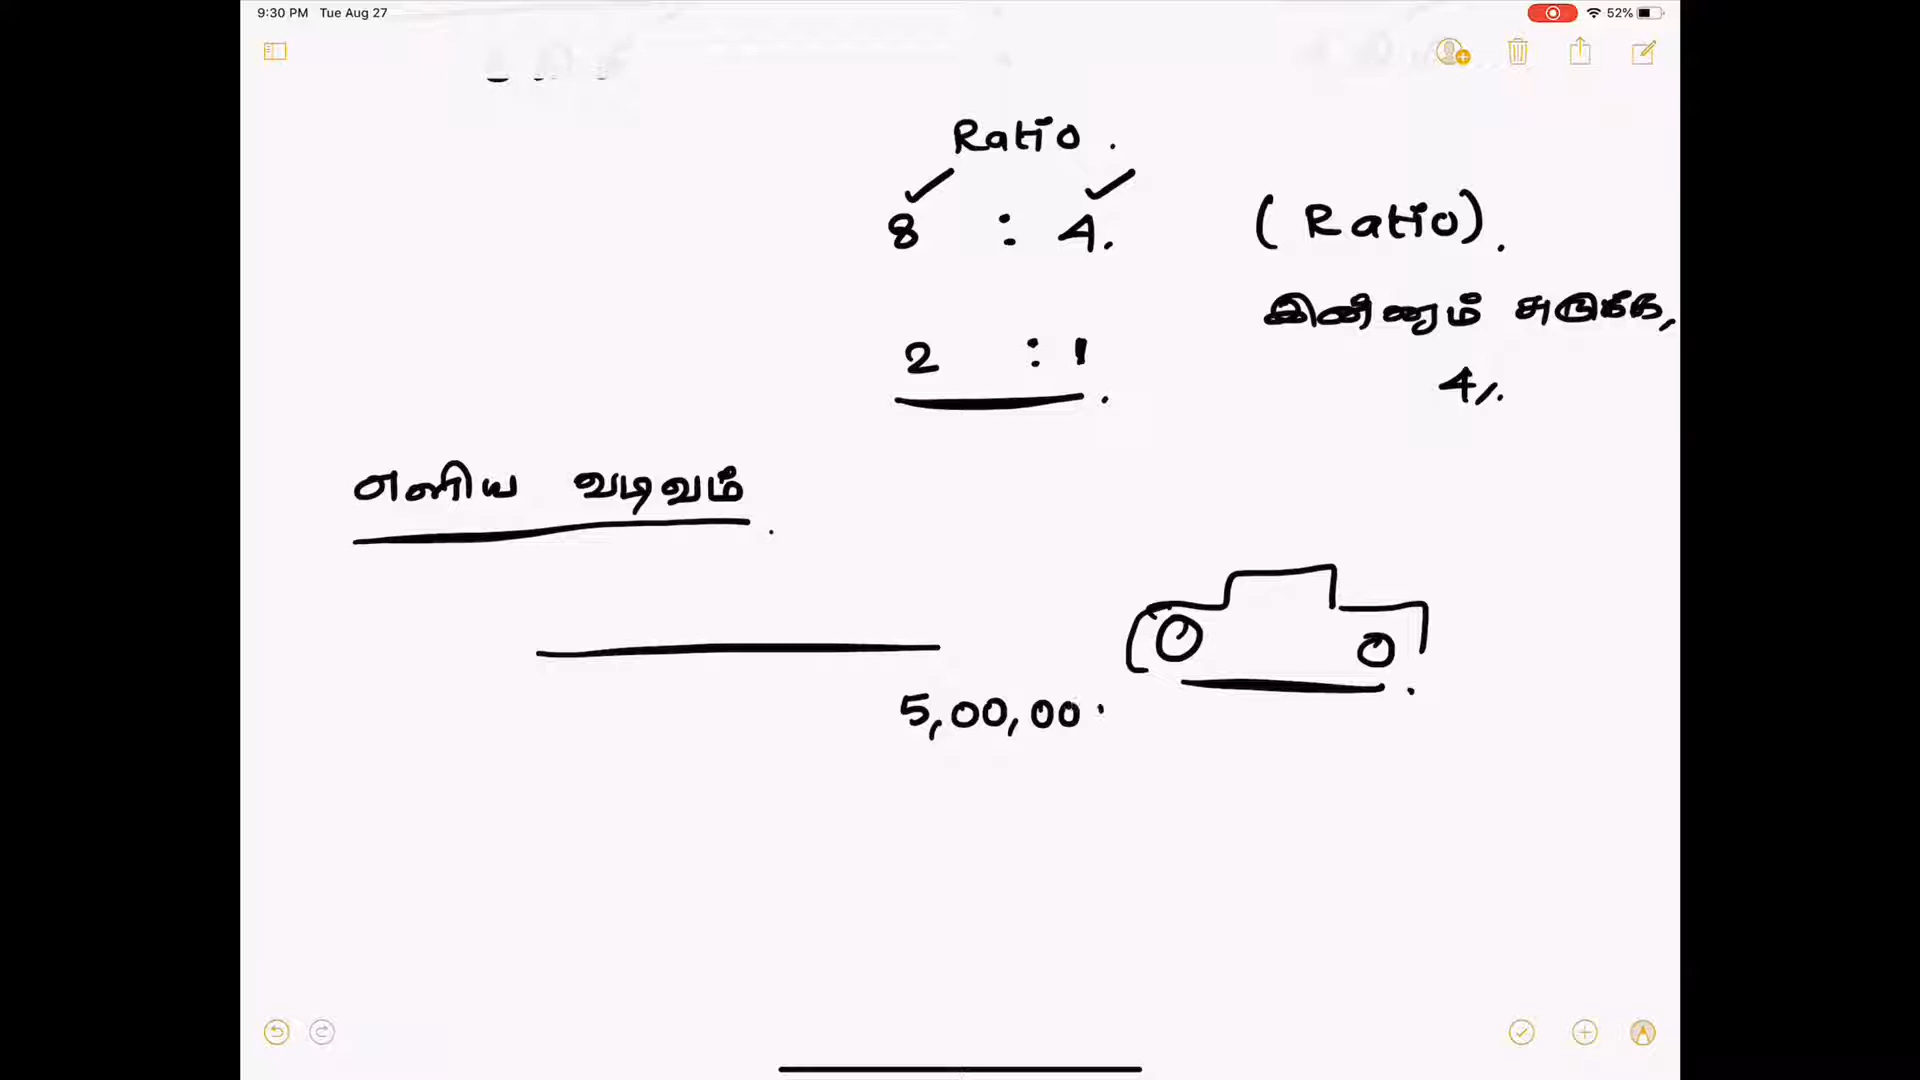 9:30 PM Tue Aug 27
52%
Ratio .
8 : 4.
(Ratio).
இன்னும் சுருக்க,
2 : 1
4/.
எளிய வடிவம்
5,00,00